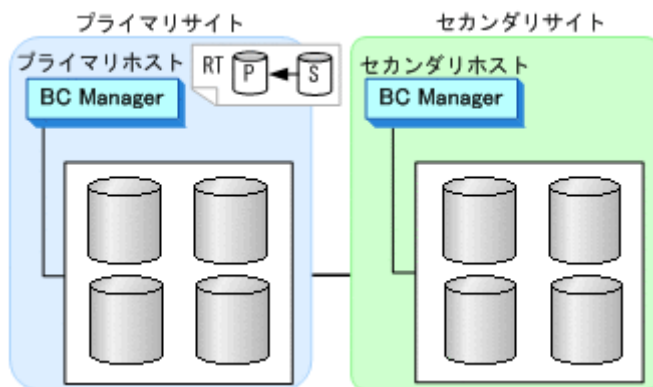 プライマリサイト
セカンダリサイト
プライマリホスト
RT P S
セカンダリホスト
BC Manager
BC Manager